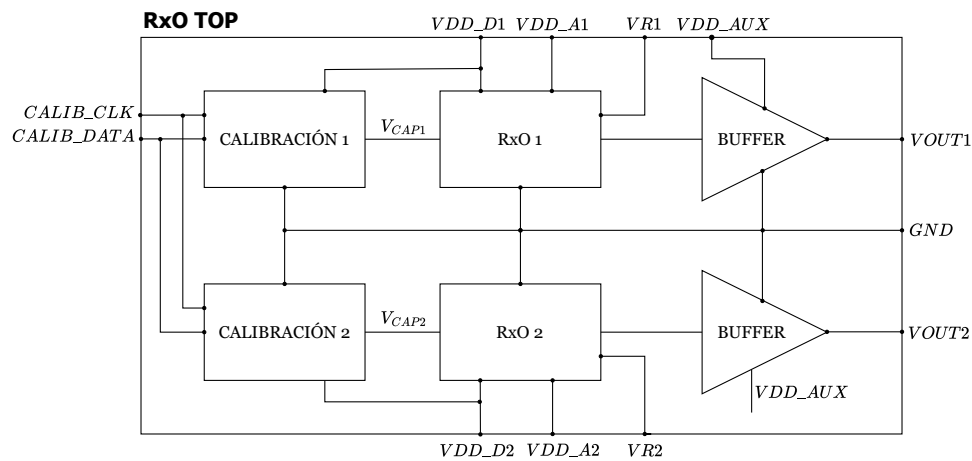 RxO TOP
VDD_D1 VDD_A1 VR1 VDD_AUX
CALIB_CLK
CALIB_DATA
CALIBRACIÓN 1
V_CAP1
RxO 1
BUFFER
VOUT1
GND
CALIBRACIÓN 2
V_CAP2
RxO 2
BUFFER
VOUT2
VDD_AUX
VDD_D2 VDD_A2 VR2